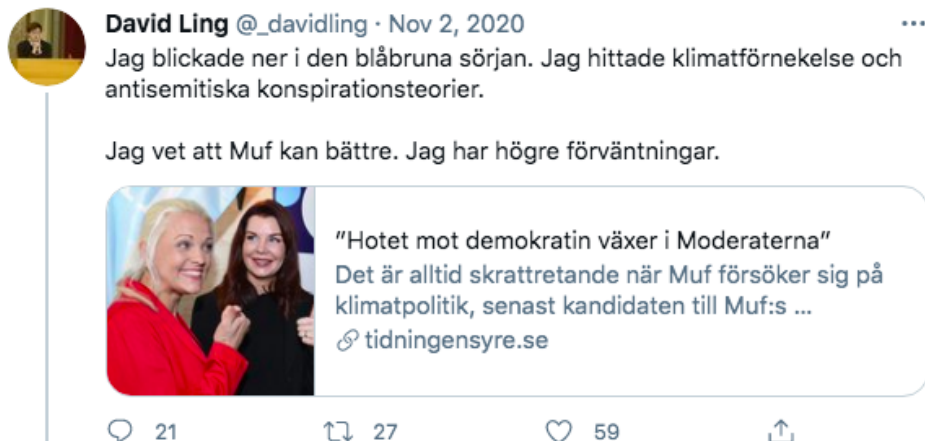 David Ling @_davidling · Nov 2, 2020
Jag blickade ner i den blåbruna sörjan. Jag hittade klimatförnekelse och
antisemitiska konspirationsteorier.
Jag vet att Muf kan bättre. Jag har högre förväntningar.
”Hotet mot demokratin växer i Moderaterna”
Det är alltid skrattretande när Muf försöker sig på
klimatpolitik, senast kandidaten till Muf:s ...
tidningensyre.se
21 27 59